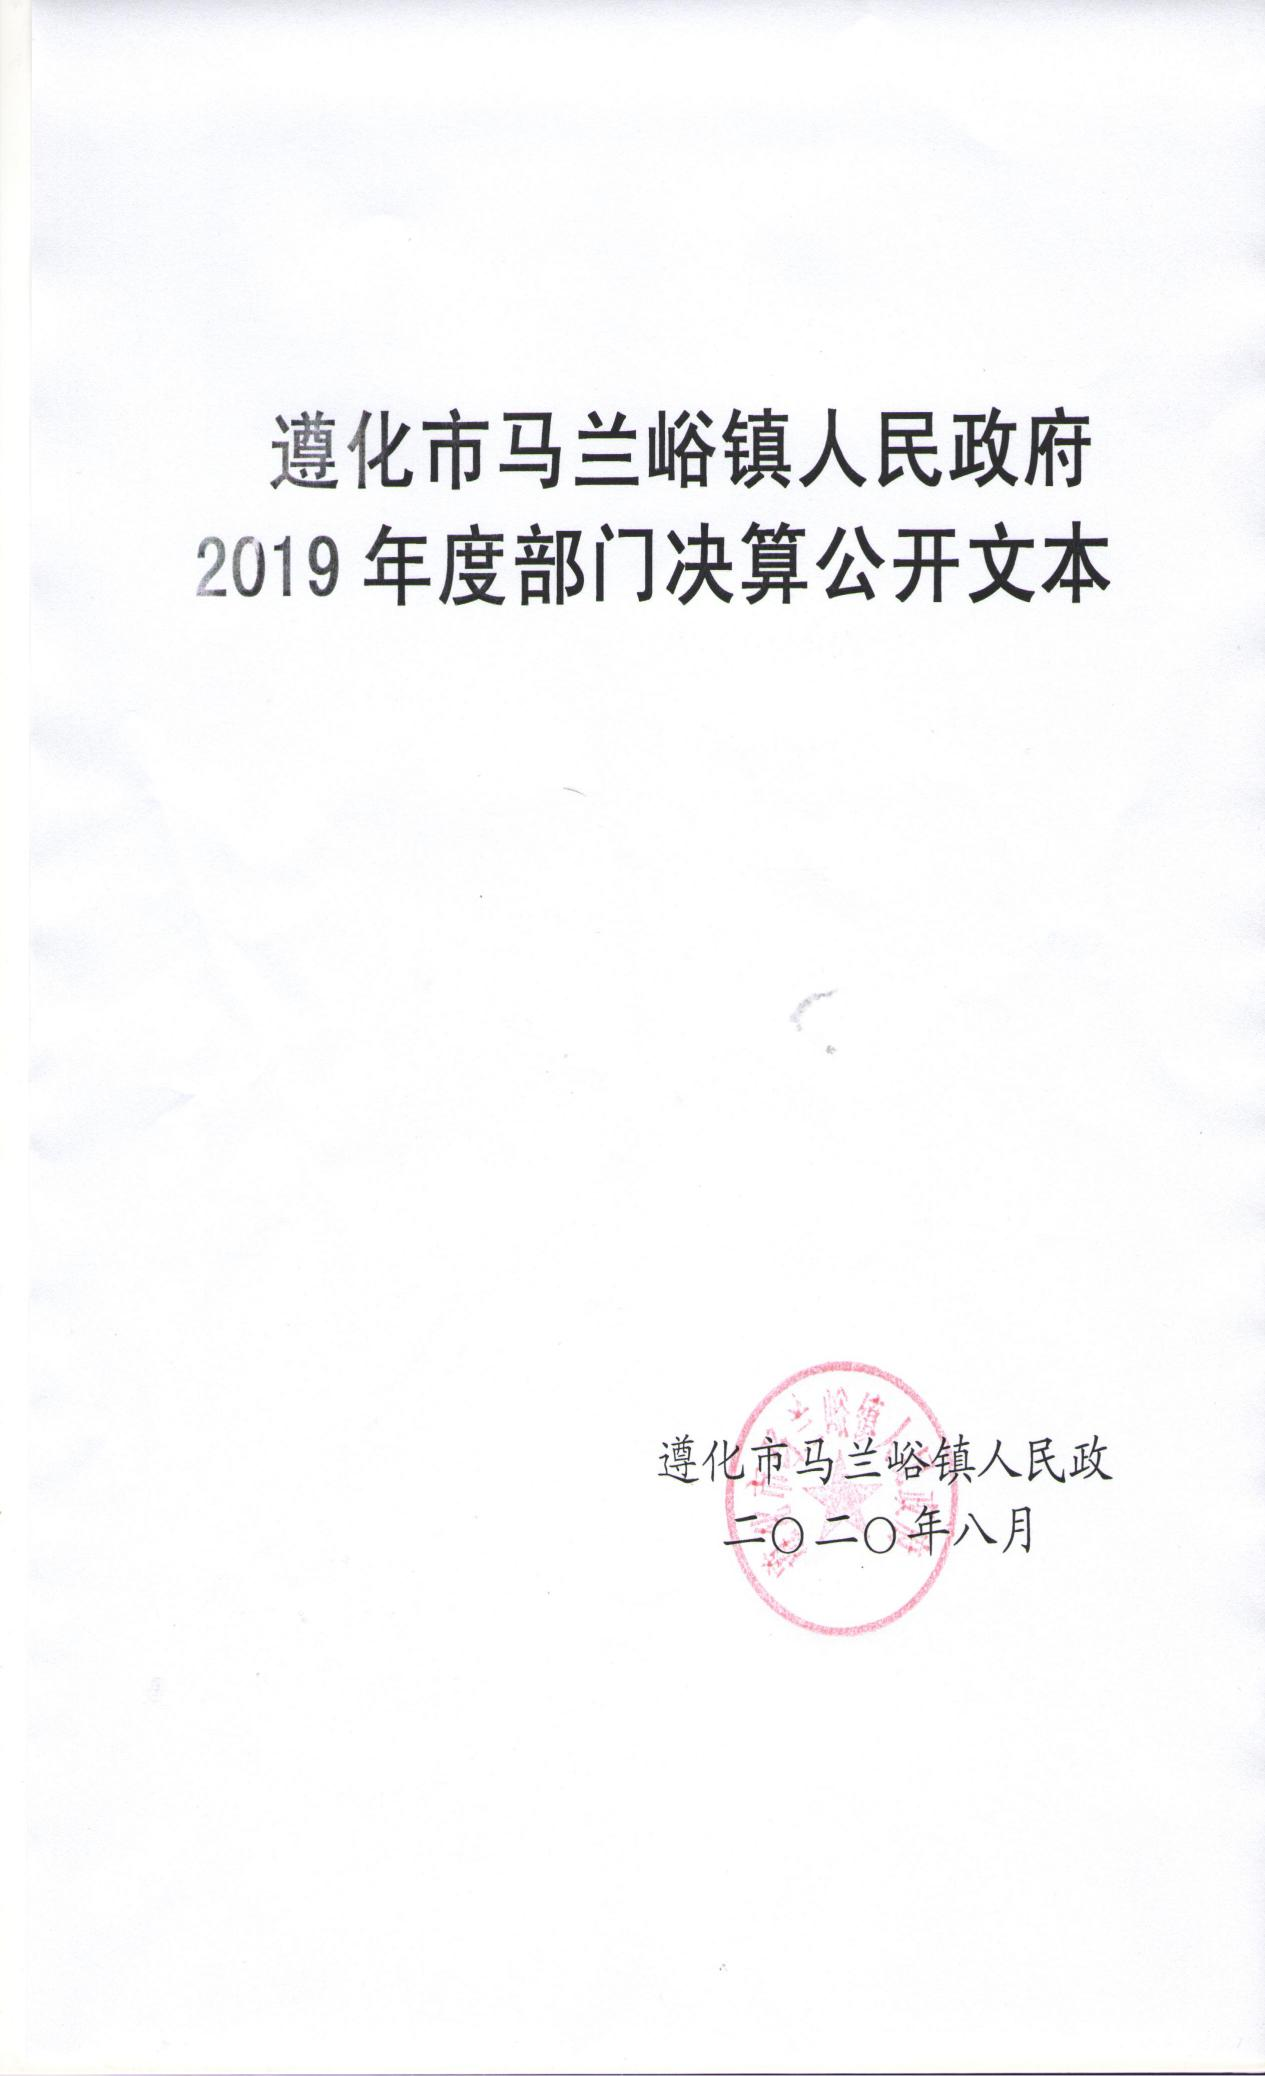 遵化市马兰峪镇人民政府
2019年度部门决算公开文本
遵化市马兰峪镇人民政
二〇二〇年八月